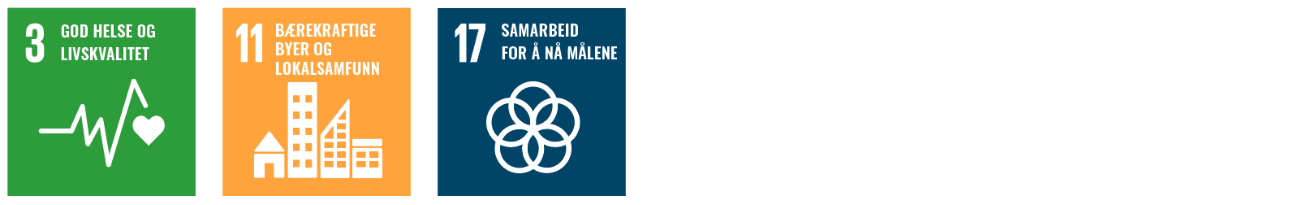 3
GOD HELSE OG
LIVSKVALITET
11
BÆREKRAFTIGE
BYER OG
LOKALSAMFUNN
17
SAMARBEID
FOR Å NÅ MÅLENE